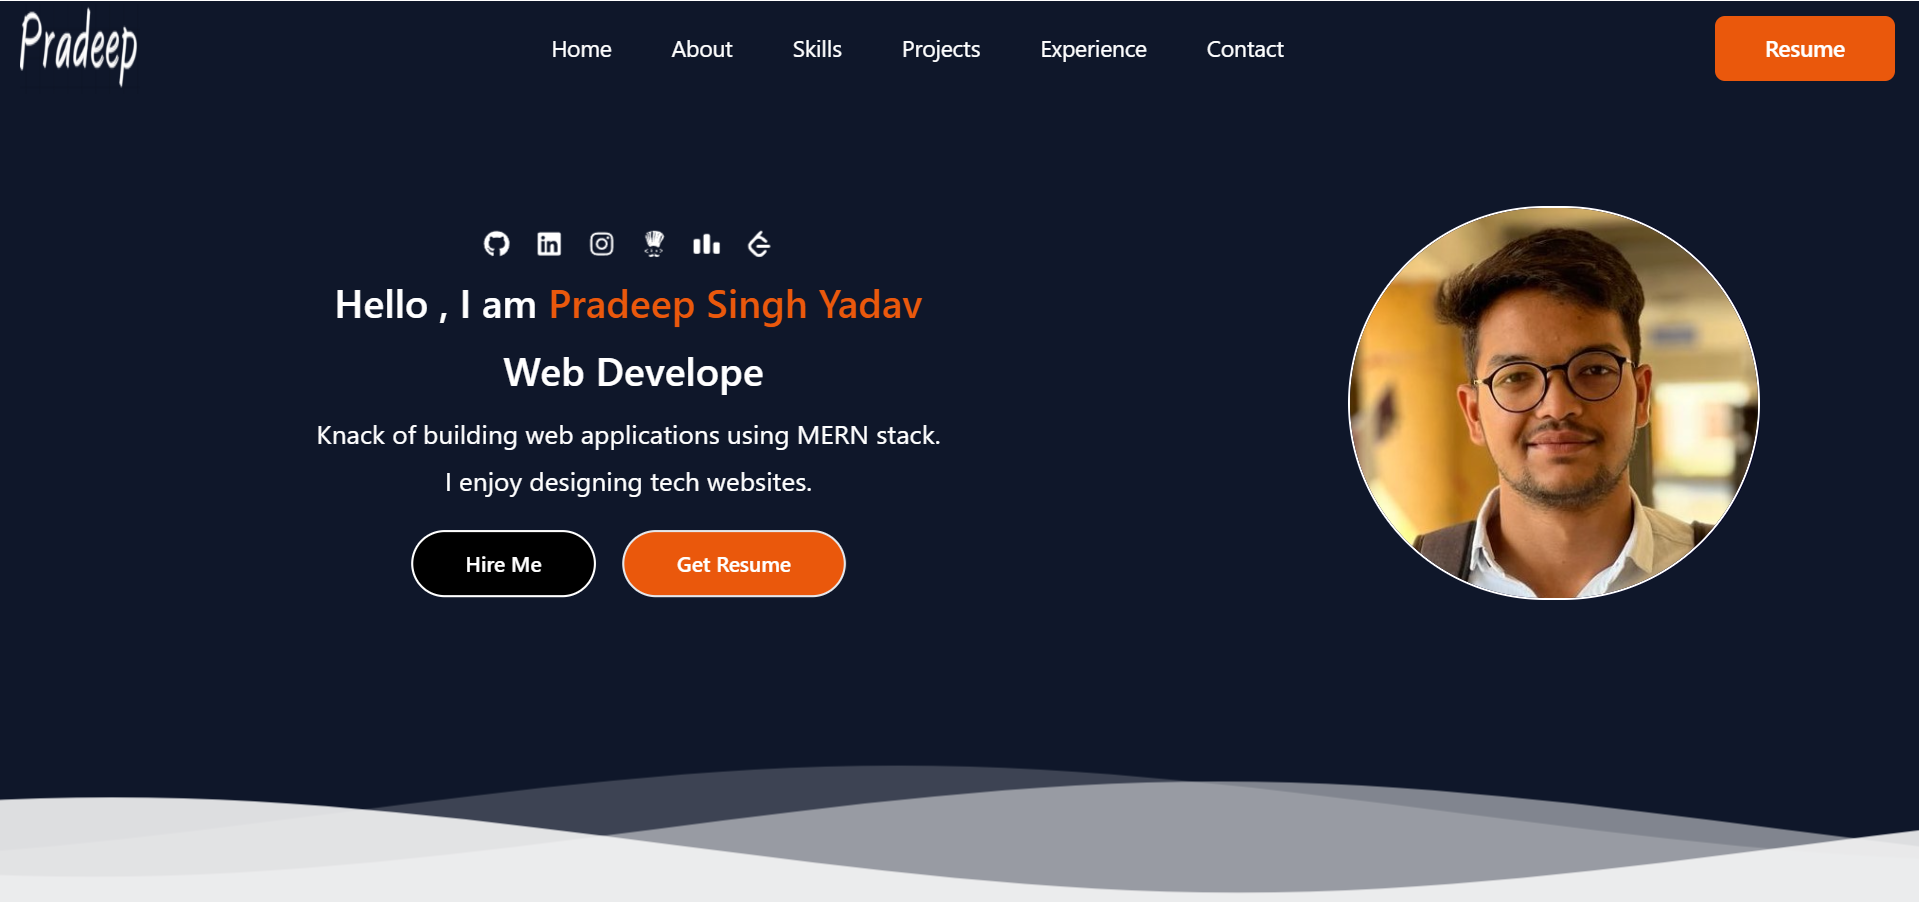 Pradeep
Home About Skills Projects Experience Contact
Resume
in
Hello , I am Pradeep Singh Yadav
Web Develope
Knack of building web applications using MERN stack.
I enjoy designing tech websites.
Hire Me
Get Resume